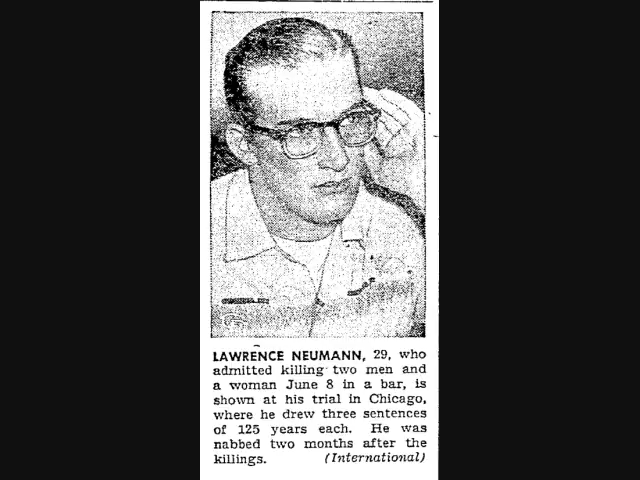 LAWRENCE NEUMANN, 29, who
admitted killing two men and
a woman June 8 in a bar, is
shown at his trial in Chicago,
where he drew three sentences
of 125 years each. He was
nabbed two months after the
killings. (International)